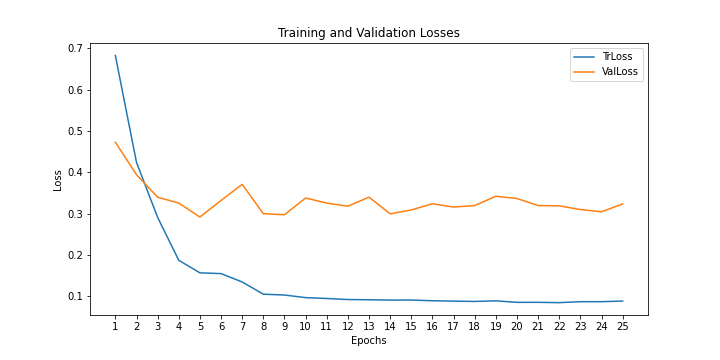 Training and Validation Losses
TrLoss
ValLoss
0.7
0.6
0.5
0.4
0.3
0.2
0.1
Loss
1 2 3 4 5 6 7 8 9 10 11 12 13 14 15 16 17 18 19 20 21 22 23 24 25
Epochs